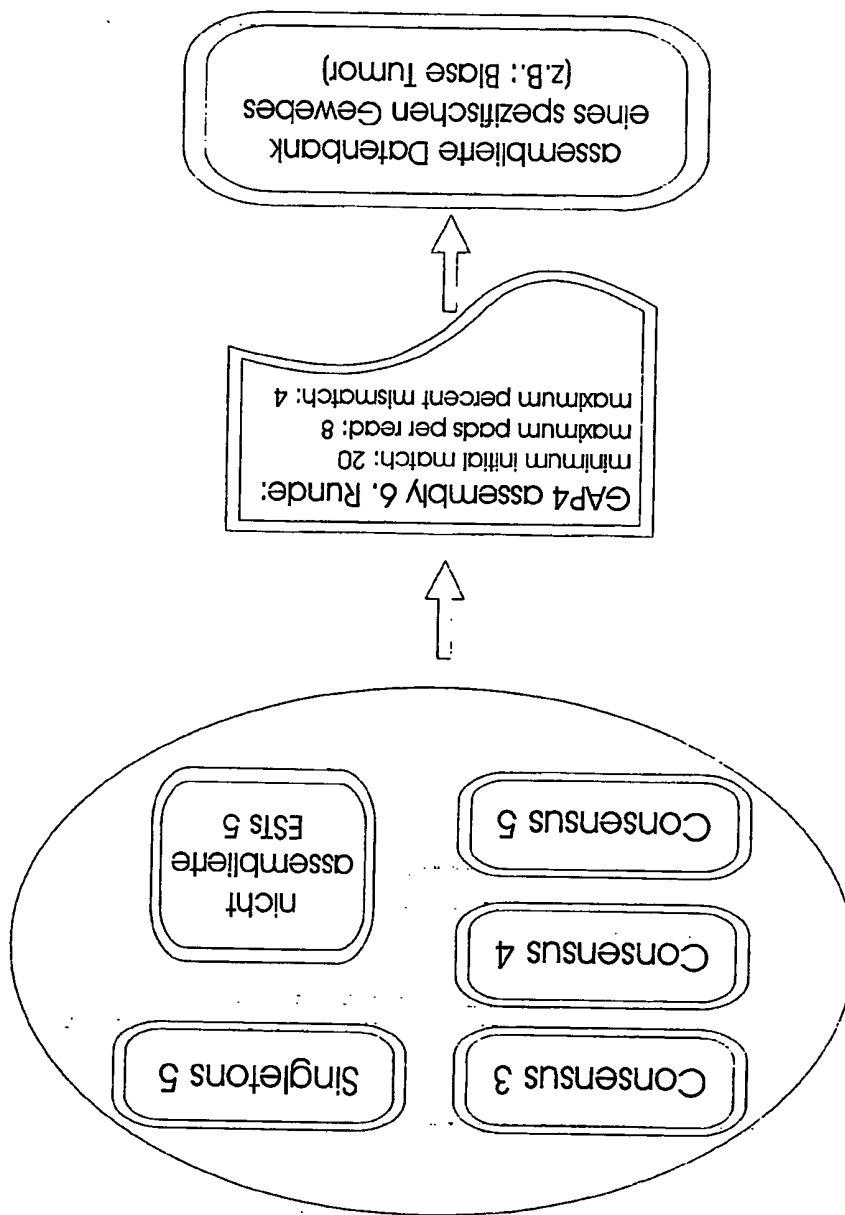 Consensus 3
Singletons 5
Consensus 4
nicht
assemblierte
ESTs 5
Consensus 5
GAP4 assembly 6. Runde:
minimum initial match: 20
maximum pads per read: 8
maximum percent mismatch: 4
assemblierte Datenbank
eines spezifischen Gewebes
(z.B.: Blase Tumor)